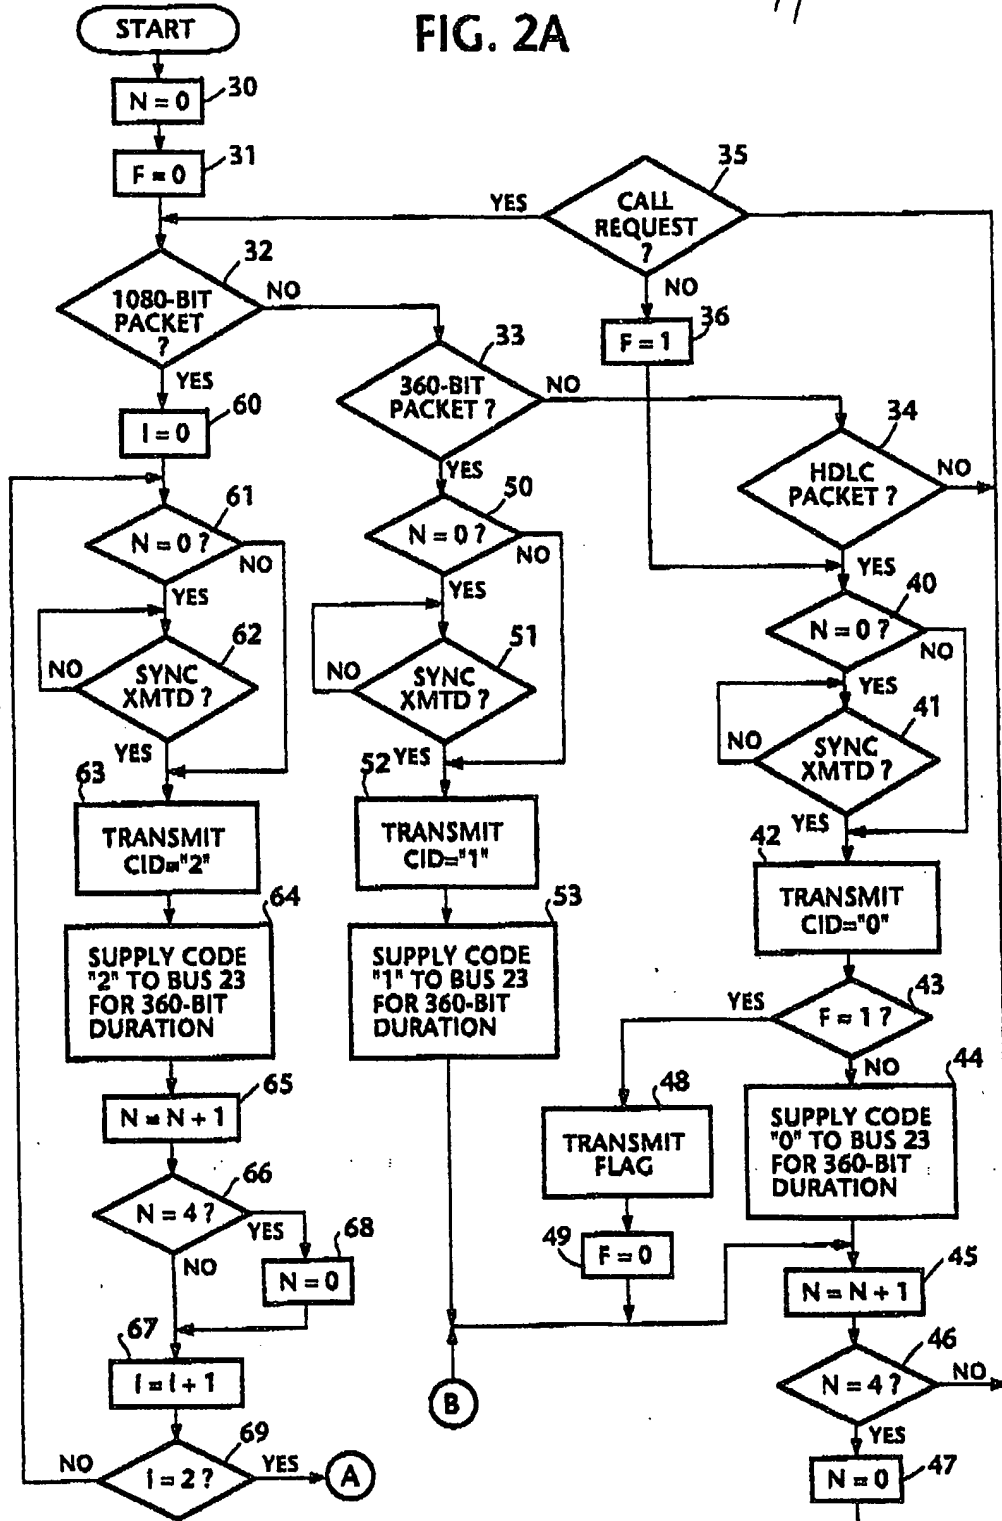 FIG. 2A
START
N = 0
30
F = 0
31
35
CALL
REQUEST
?
YES
NO
36
F = 1
32
1080-BIT
PACKET
?
NO
YES
33
360-BIT
PACKET ?
NO
YES
34
HDLC
PACKET ?
NO
YES
60
I = 0
61
N = 0 ?
NO
YES
62
SYNC
XMTD ?
NO
YES
63
TRANSMIT
CID="2"
64
SUPPLY CODE
"2" TO BUS 23
FOR 360-BIT
DURATION
65
N = N + 1
66
N = 4 ?
YES
NO
68
N = 0
67
i = i + 1
69
i = 2 ?
NO
YES
A
50
N = 0 ?
NO
YES
51
SYNC
XMTD ?
NO
YES
52
TRANSMIT
CID="1"
53
SUPPLY CODE
"1" TO BUS 23
FOR 360-BIT
DURATION
B
40
N = 0 ?
NO
YES
41
SYNC
XMTD ?
NO
YES
42
TRANSMIT
CID="0"
43
F = 1 ?
YES
NO
48
TRANSMIT
FLAG
49
F = 0
44
SUPPLY CODE
"0" TO BUS 23
FOR 360-BIT
DURATION
45
N = N + 1
46
N = 4 ?
NO
YES
47
N = 0